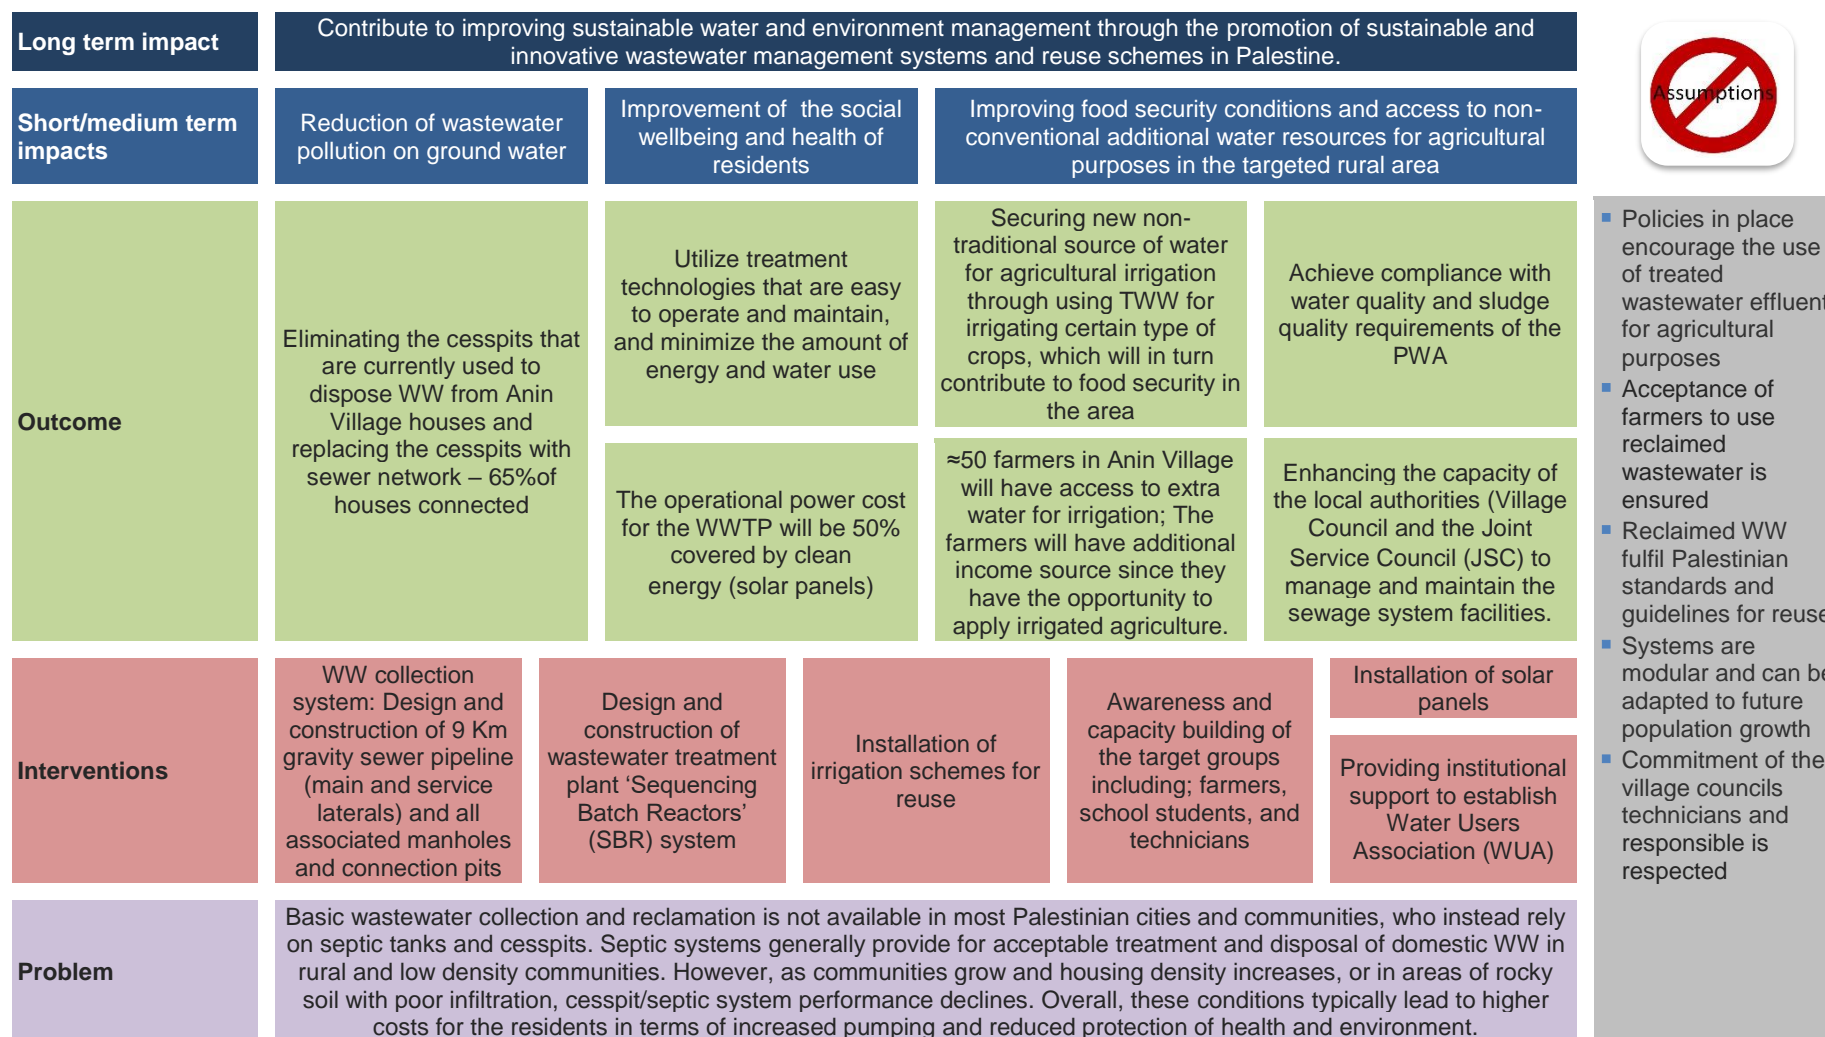 Long term impact
Contribute to improving sustainable water and environment management through the promotion of sustainable and
innovative wastewater management systems and reuse schemes in Palestine.
Assumptions
Short/medium term
impacts
Reduction of wastewater
pollution on ground water
Improvement of the social
wellbeing and health of
residents
Improving food security conditions and access to non-
conventional additional water resources for agricultural
purposes in the targeted rural area
Outcome
Eliminating the cesspits that
are currently used to
dispose WW from Anin
Village houses and
replacing the cesspits with
sewer network – 65%of
houses connected
Utilize treatment
technologies that are easy
to operate and maintain,
and minimize the amount of
energy and water use
The operational power cost
for the WWTP will be 50%
covered by clean
energy (solar panels)
Securing new non-
traditional source of water
for agricultural irrigation
through using TWW for
irrigating certain type of
crops, which will in turn
contribute to food security in
the area
≈50 farmers in Anin Village
will have access to extra
water for irrigation; The
farmers will have additional
income source since they
have the opportunity to
apply irrigated agriculture.
Achieve compliance with
water quality and sludge
quality requirements of the
PWA
Enhancing the capacity of
the local authorities (Village
Council and the Joint
Service Council (JSC) to
manage and maintain the
sewage system facilities.
Interventions
WW collection
system: Design and
construction of 9 Km
gravity sewer pipeline
(main and service
laterals) and all
associated manholes
and connection pits
Design and
construction of
wastewater treatment
plant ‘Sequencing
Batch Reactors’
(SBR) system
Installation of
irrigation schemes for
reuse
Awareness and
capacity building of
the target groups
including; farmers,
school students, and
technicians
Installation of solar
panels
Providing institutional
support to establish
Water Users
Association (WUA)
Problem
Basic wastewater collection and reclamation is not available in most Palestinian cities and communities, who instead rely
on septic tanks and cesspits. Septic systems generally provide for acceptable treatment and disposal of domestic WW in
rural and low density communities. However, as communities grow and housing density increases, or in areas of rocky
soil with poor infiltration, cesspit/septic system performance declines. Overall, these conditions typically lead to higher
costs for the residents in terms of increased pumping and reduced protection of health and environment.
Policies in place
encourage the use
of treated
wastewater effluent
for agricultural
purposes
Acceptance of
farmers to use
reclaimed
wastewater is
ensured
Reclaimed WW
fulfil Palestinian
standards and
guidelines for reuse
Systems are
modular and can be
adapted to future
population growth
Commitment of the
village councils
technicians and
responsible is
respected